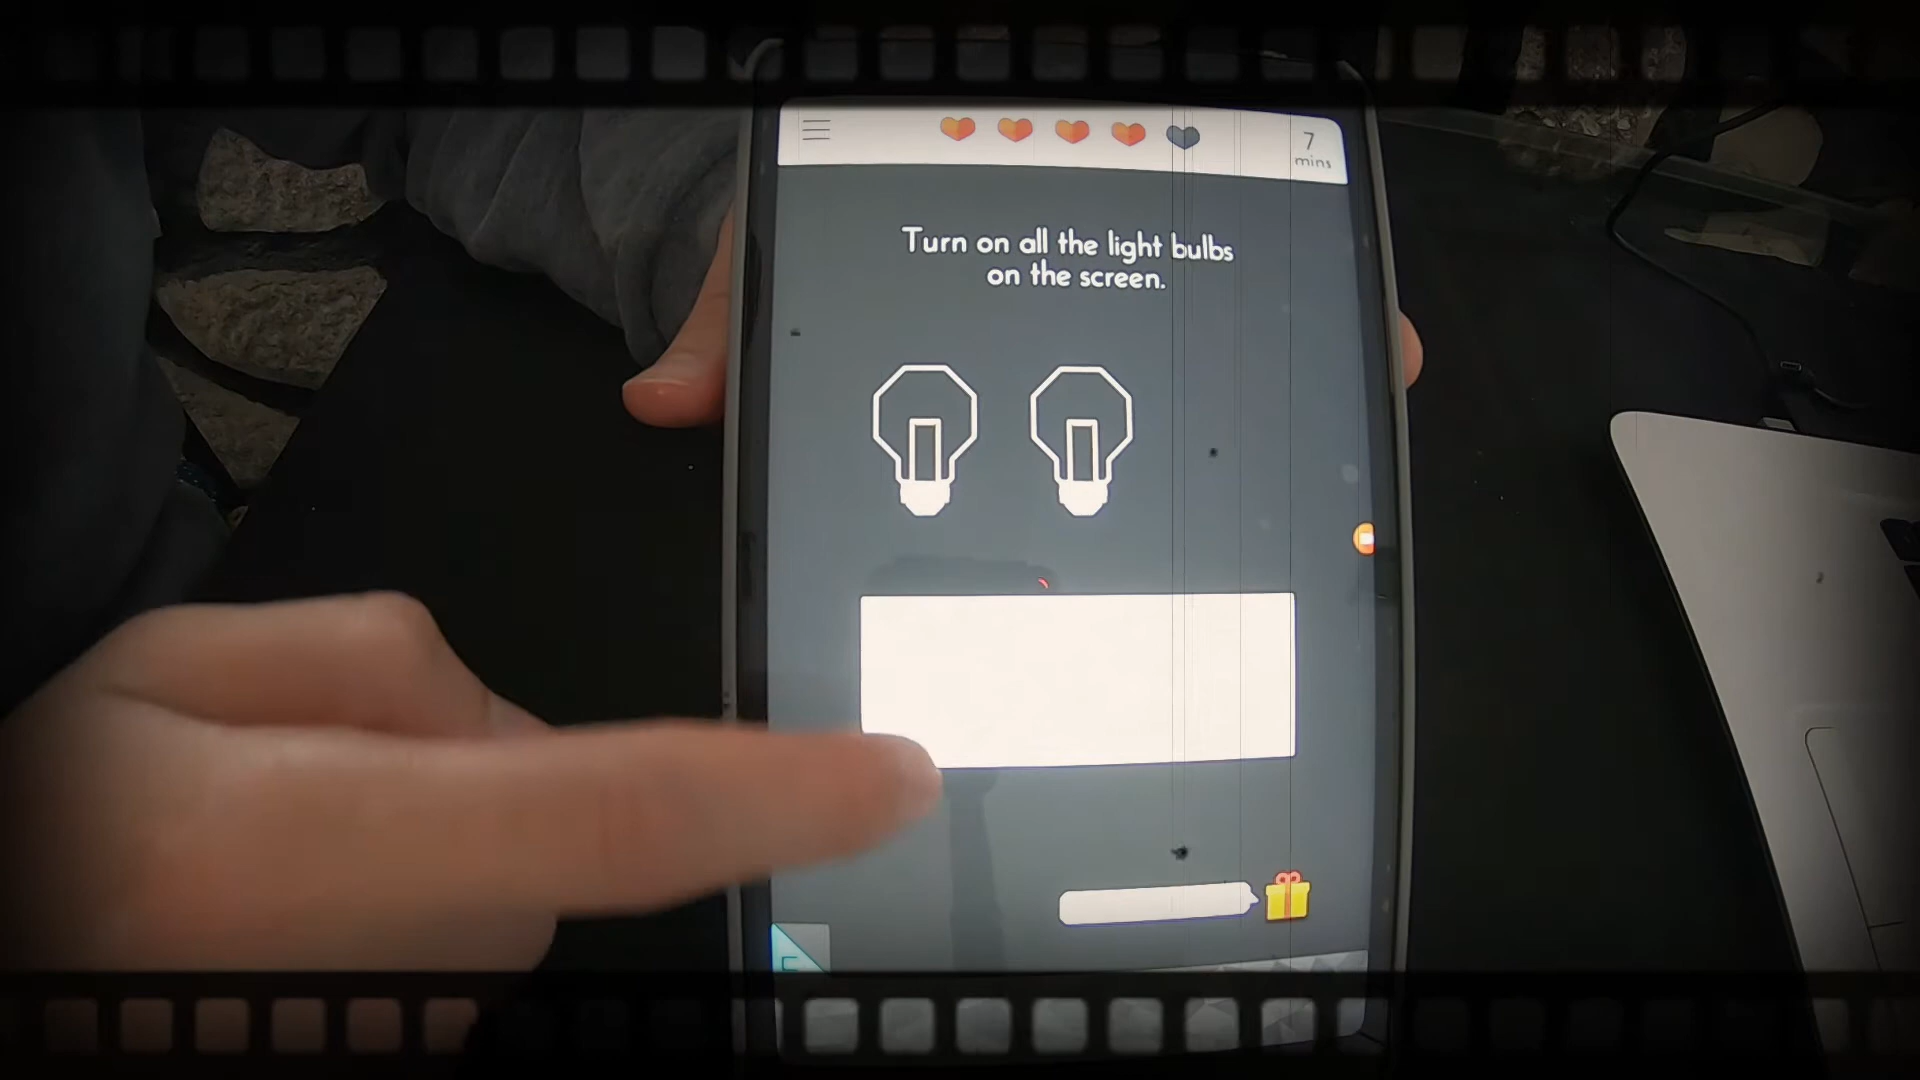 7
mins
Turn on all the light bulbs
on the screen.